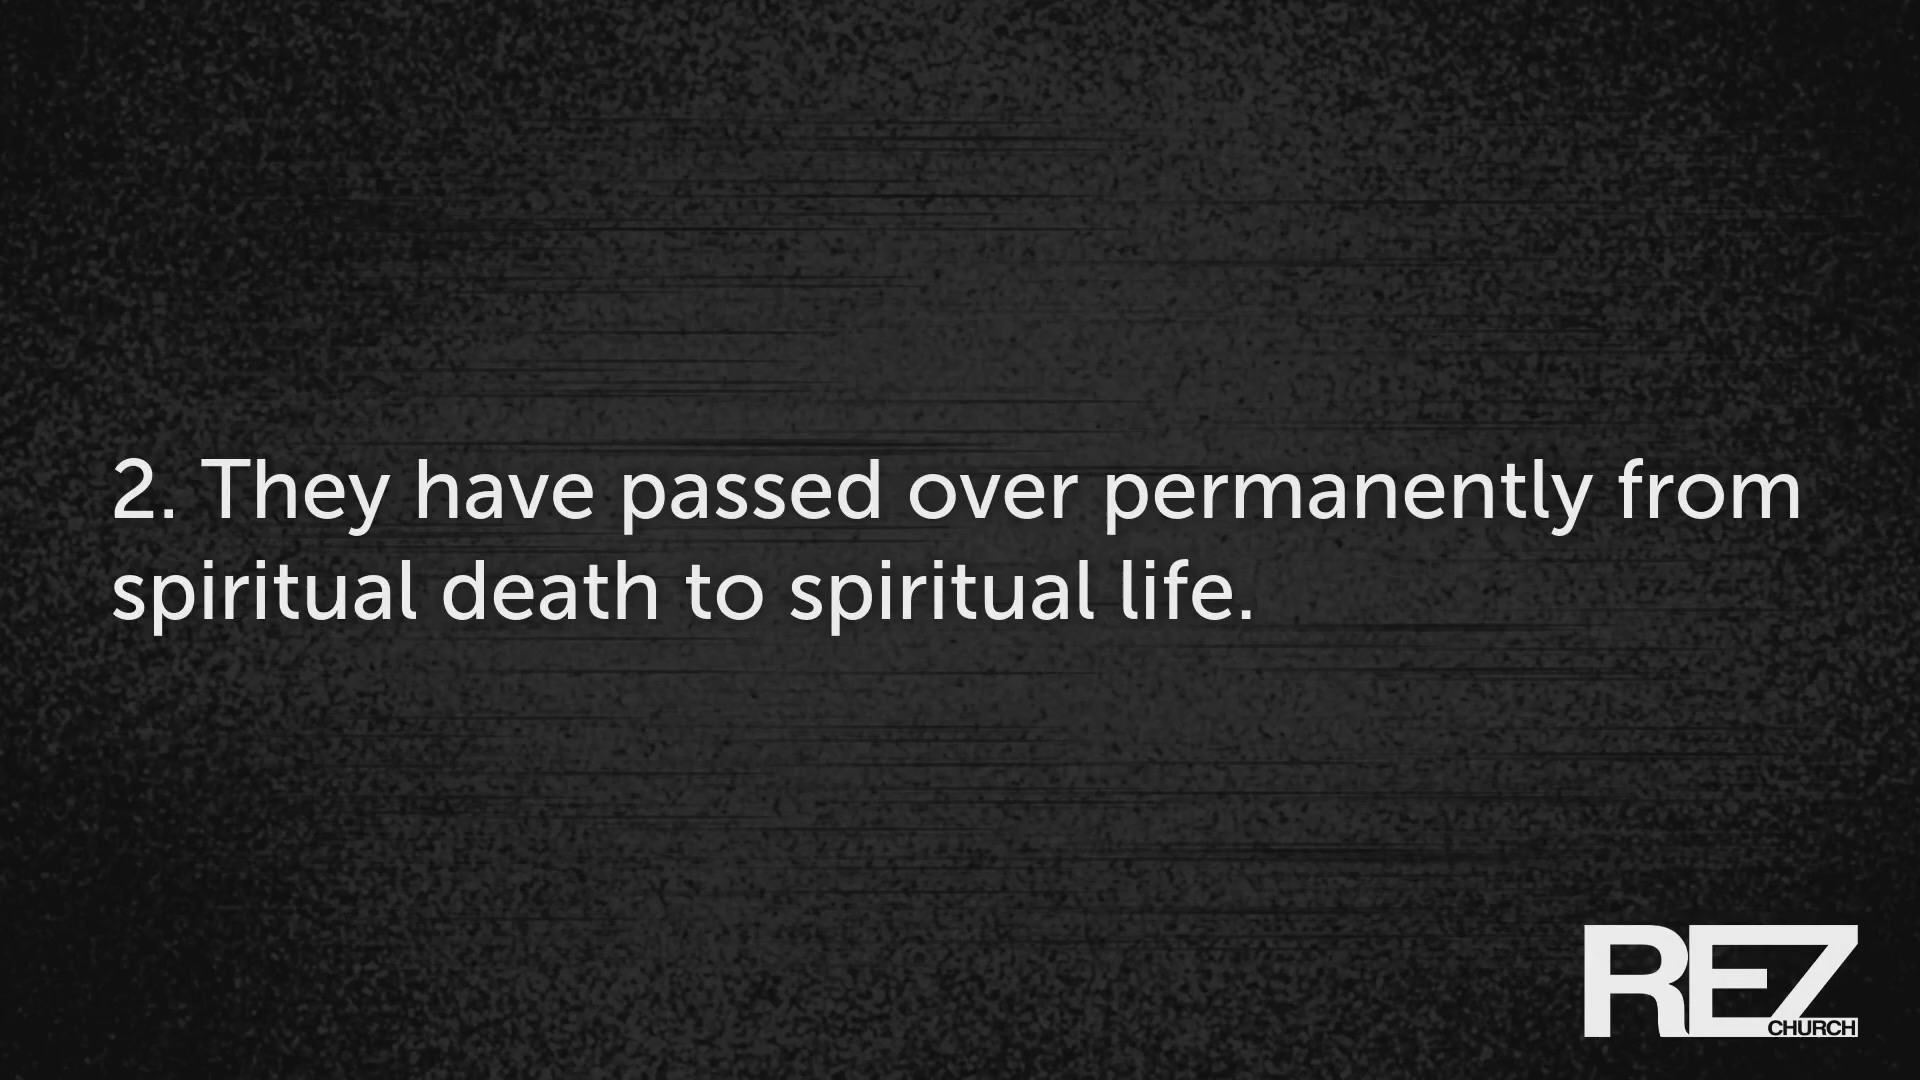 2. They have passed over permanently from
spiritual death to spiritual life.
REZ
CHURCH